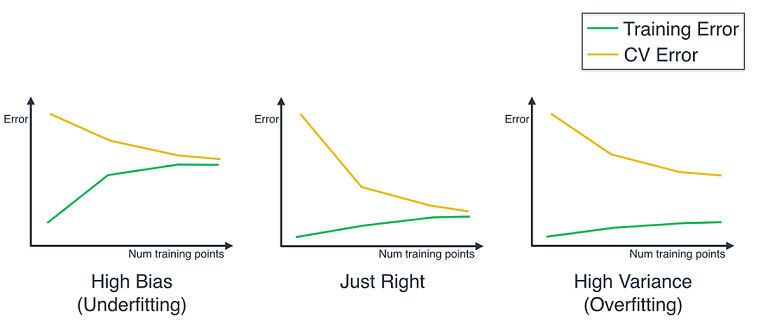 Training Error
CV Error
Error
Num training points
High Bias
(Underfitting)
Error
Num training points
Just Right
Error
Num training points
High Variance
(Overfitting)